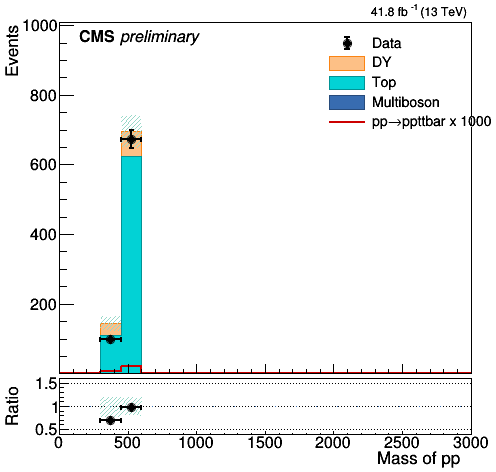 41.8 fb⁻¹ (13 TeV)
CMS preliminary
Events
1000
800
600
400
200
Data
DY
Top
Multiboson
pp→ppttbar x 1000
Ratio
1.5
1
0.5
0 500 1000 1500 2000 2500 3000
Mass of pp